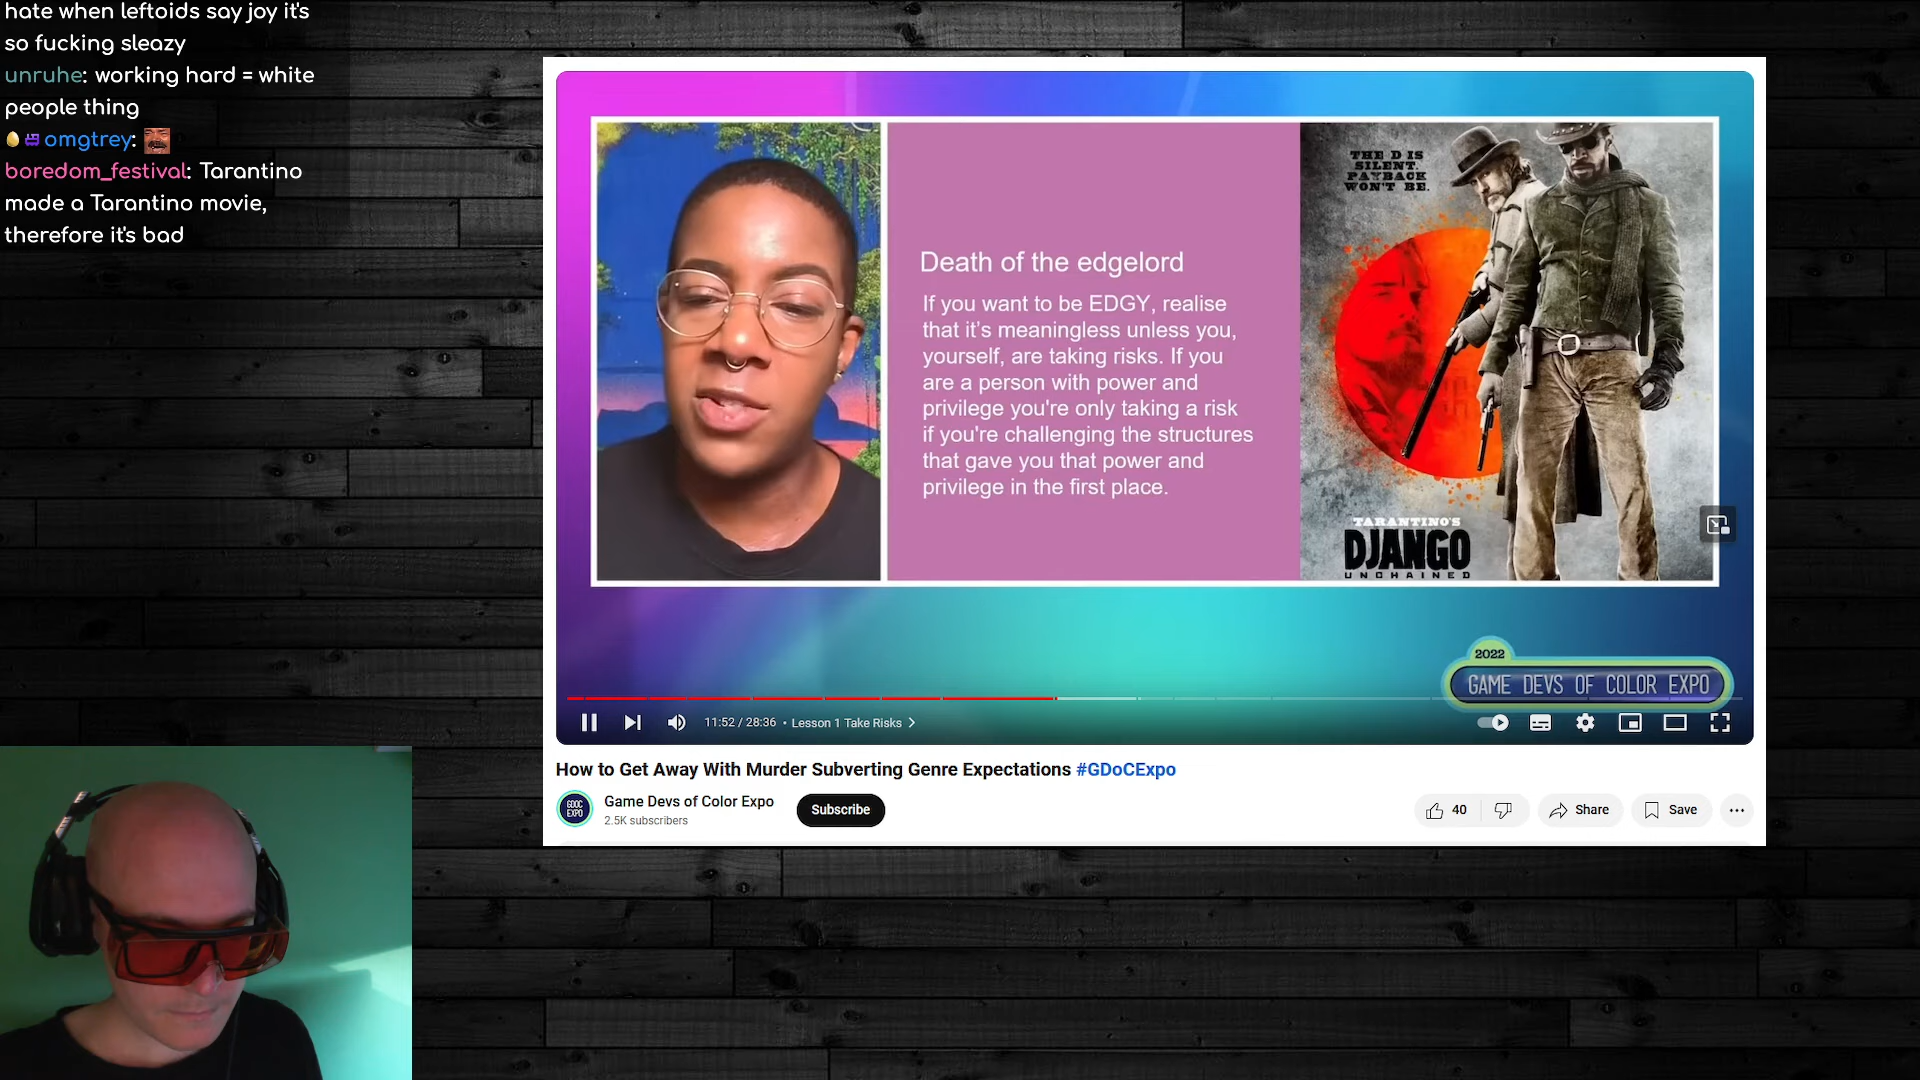 hate when leftoids say joy it's
so fucking sleazy
unruhe: working hard = white
people thing
omgtrey:
boredom_festival: Tarantino
made a Tarantino movie,
therefore it's bad
Death of the edgelord
If you want to be EDGY, realise
that it's meaningless unless you,
yourself, are taking risks. If you
are a person with power and
privilege you're only taking a risk
if you're challenging the structures
that gave you that power and
privilege in the first place.
THE D IS
SILENT.
PAYBACK
WON'T BE.
TARANTINO'S
DJANGO
UNCHAINED
2022
GAME DEVS OF COLOR EXPO
11:52 / 28:36 • Lesson 1 Take Risks
How to Get Away With Murder Subverting Genre Expectations #GDoCExpo
GDOC
EXPO
Game Devs of Color Expo
2.5K subscribers
Subscribe
40
Share
Save